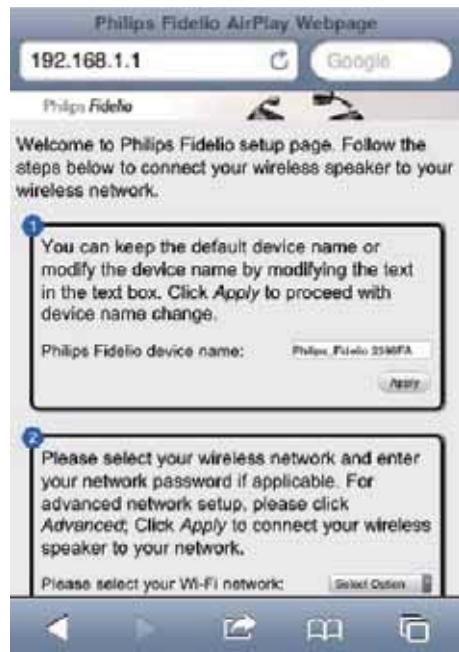 Philips Fidelio AirPlay Webpage
192.168.1.1
Google
Philips Fidelio
Welcome to Philips Fidelio setup page. Follow the
steps below to connect your wireless speaker to your
wireless network.
1
You can keep the default device name or
modify the device name by modifying the text
in the text box. Click Apply to proceed with
device name change.
Philips Fidelio device name:
Philips_Fidelio
Apply
2
Please select your wireless network and enter
your network password if applicable. For
advanced network setup, please click
Advanced; Click Apply to connect your wireless
speaker to your network.
Please select your Wi-Fi network:
Select Option